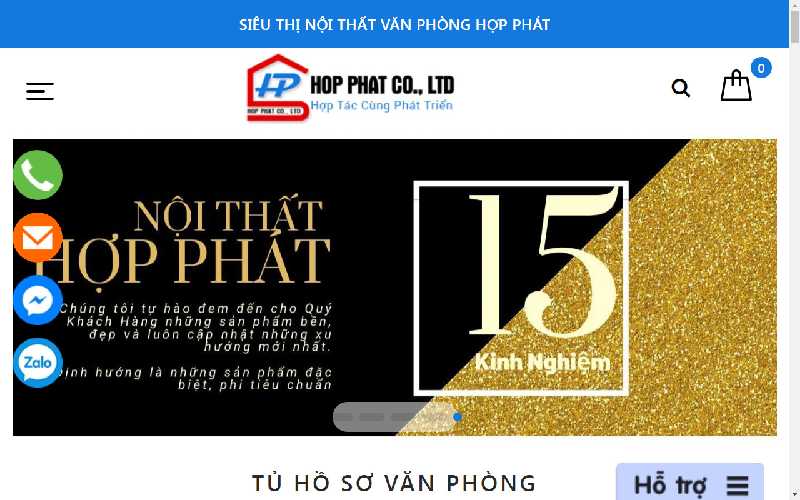 SIÊU THỊ NỘI THẤT VĂN PHÒNG HỢP PHÁT
0
HP
HOP PHAT CO., LTD
HOP PHAT CO., LTD
Hợp Tác Cùng Phát Triển
NỘI THẤT
HỢP PHÁT
Chúng tôi tự hào đem đến cho Quý
Khách Hàng những sản phẩm bền,
đẹp và luôn cập nhật những xu
hướng mới nhất.
Định hướng là những sản phẩm đặc
biệt, phi tiêu chuẩn
15
Kinh Nghiệm
Zalo
TỦ HỒ SƠ VĂN PHÒNG
Hỗ trợ